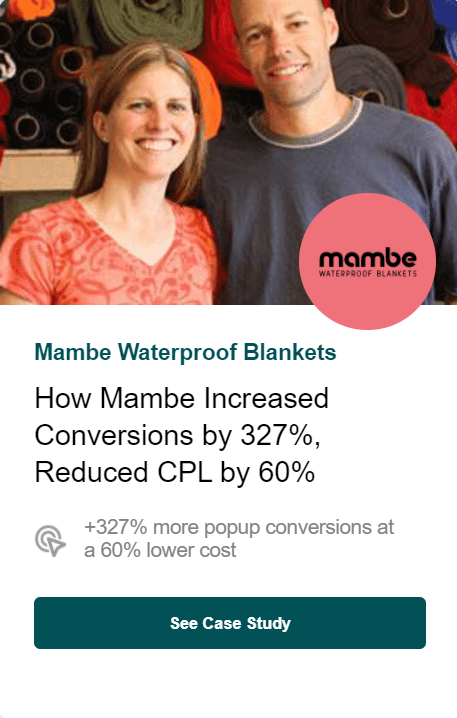 mambe
WATERPROOF BLANKETS
Mambe Waterproof Blankets
How Mambe Increased
Conversions by 327%,
Reduced CPL by 60%
+327% more popup conversions at
a 60% lower cost
See Case Study